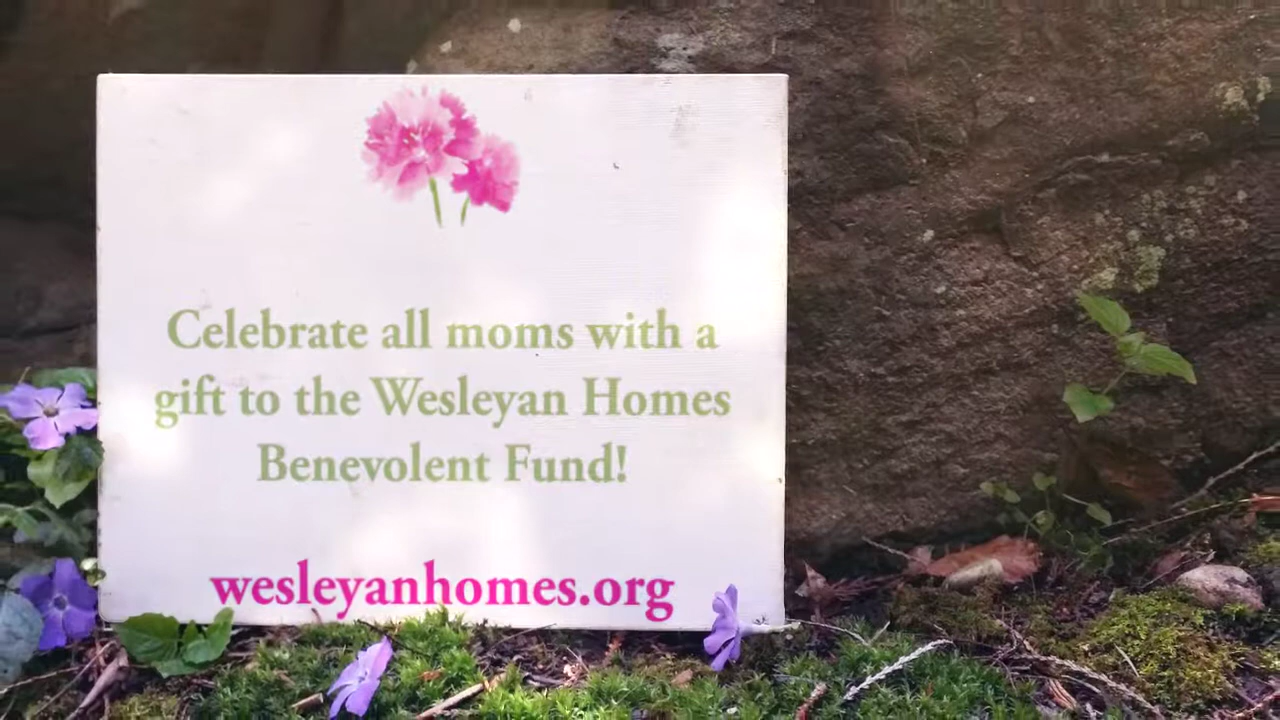 Celebrate all moms with a
gift to the Wesleyan Homes
Benevolent Fund!
wesleyanhomes.org